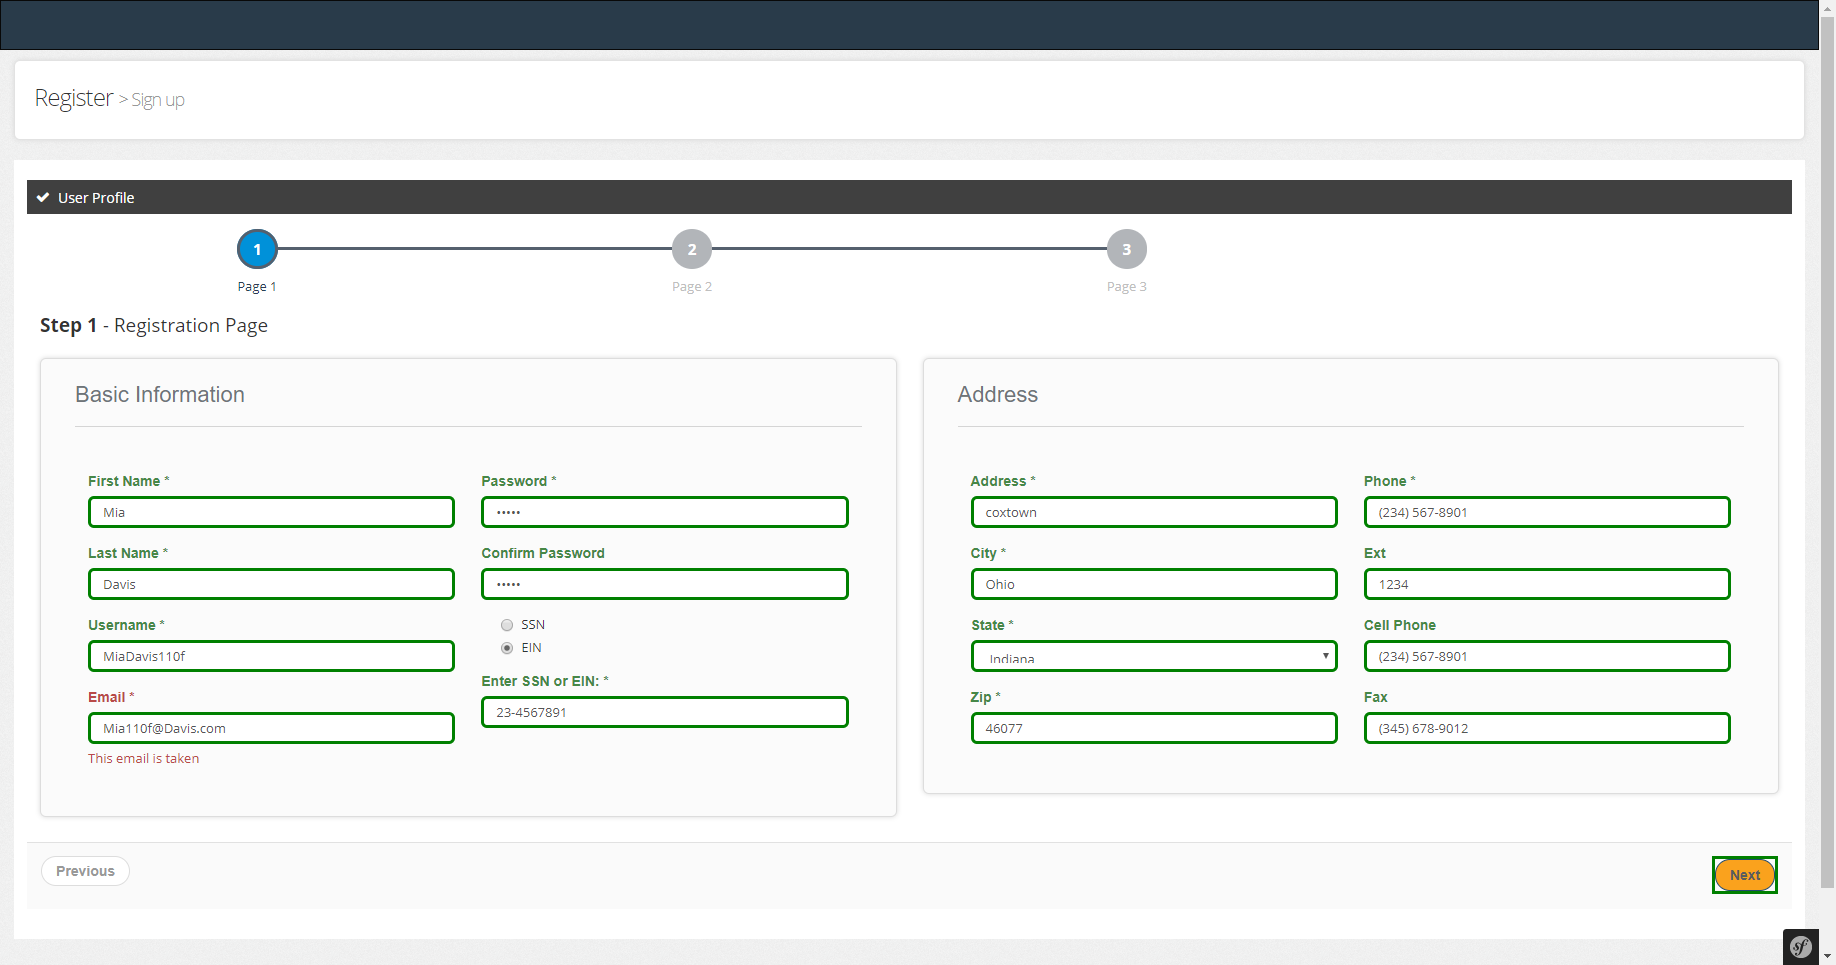 Register > Sign up
User Profile
1
2
3
Page 1
Page 2
Page 3
Step 1 - Registration Page
Basic Information
First Name *
Mia
Last Name *
Davis
Username *
MiaDavis110f
Email *
Mia110f@Davis.com
This email is taken
Password *
•••••
Confirm Password
•••••
SSN
EIN
Enter SSN or EIN: *
23-4567891
Address
Address *
coxtown
City *
Ohio
State *
Indiana
Zip *
46077
Phone *
(234) 567-8901
Ext
1234
Cell Phone
(234) 567-8901
Fax
(345) 678-9012
Previous
Next
sf